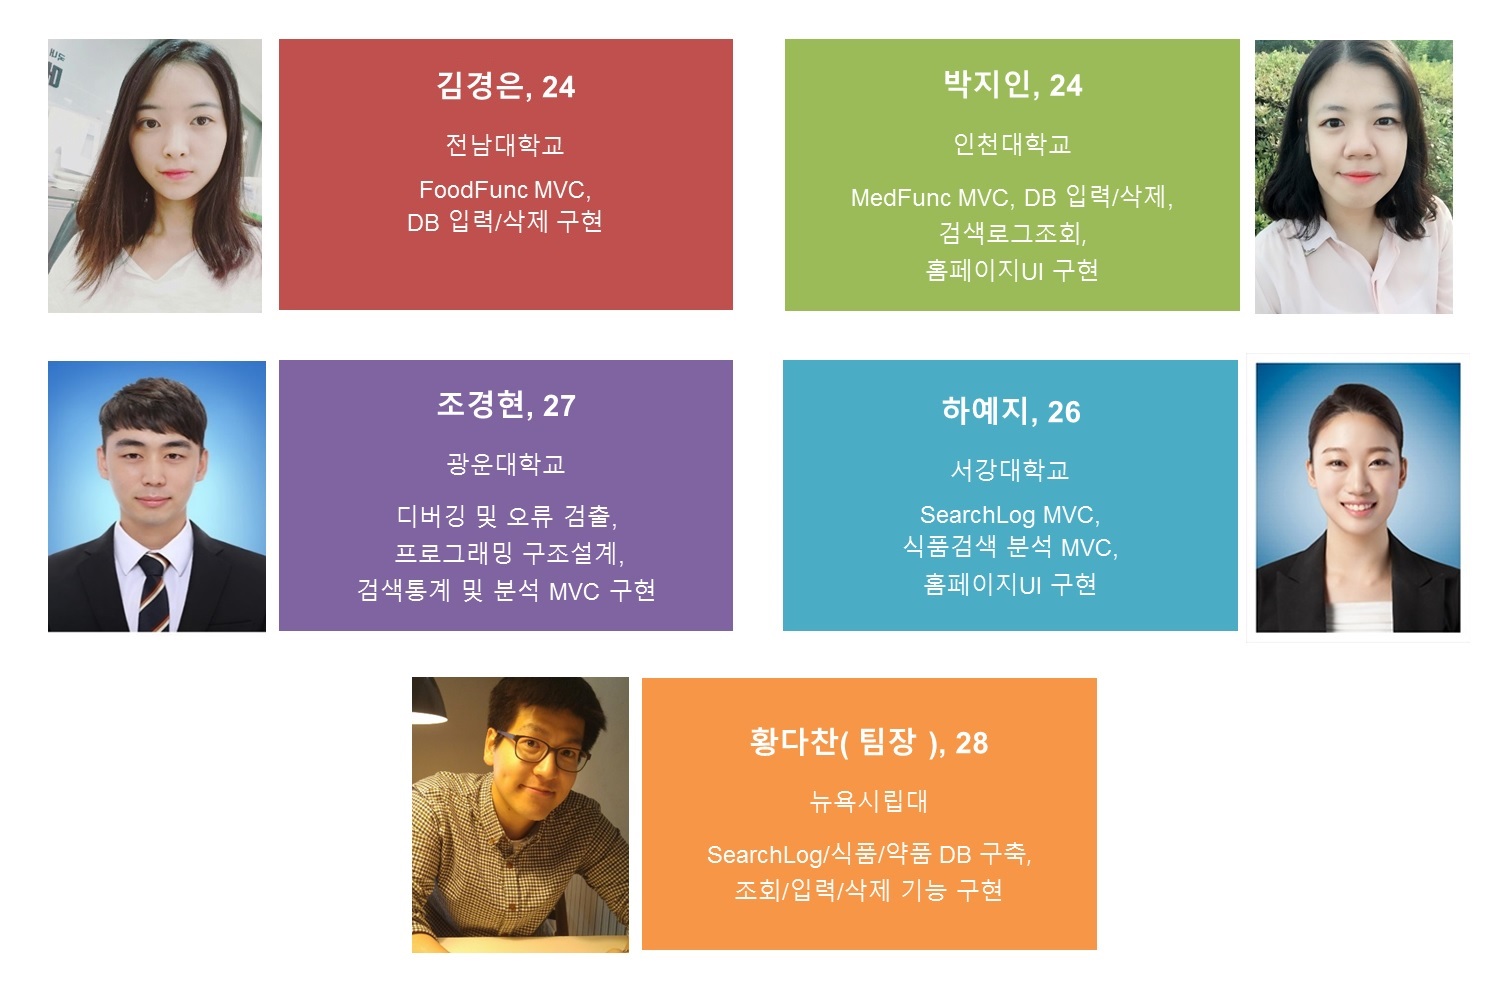 김경은, 24
전남대학교
FoodFunc MVC,
DB 입력/삭제 구현
박지인, 24
인천대학교
MedFunc MVC, DB 입력/삭제,
검색로그조회,
홈페이지UI 구현
조경현, 27
광운대학교
디버깅 및 오류 검출,
프로그래밍 구조설계,
검색통계 및 분석 MVC 구현
하예지, 26
서강대학교
SearchLog MVC,
식품검색 분석 MVC,
홈페이지UI 구현
황다찬( 팀장 ), 28
뉴욕시립대
SearchLog/식품/약품 DB 구축,
조회/입력/삭제 기능 구현